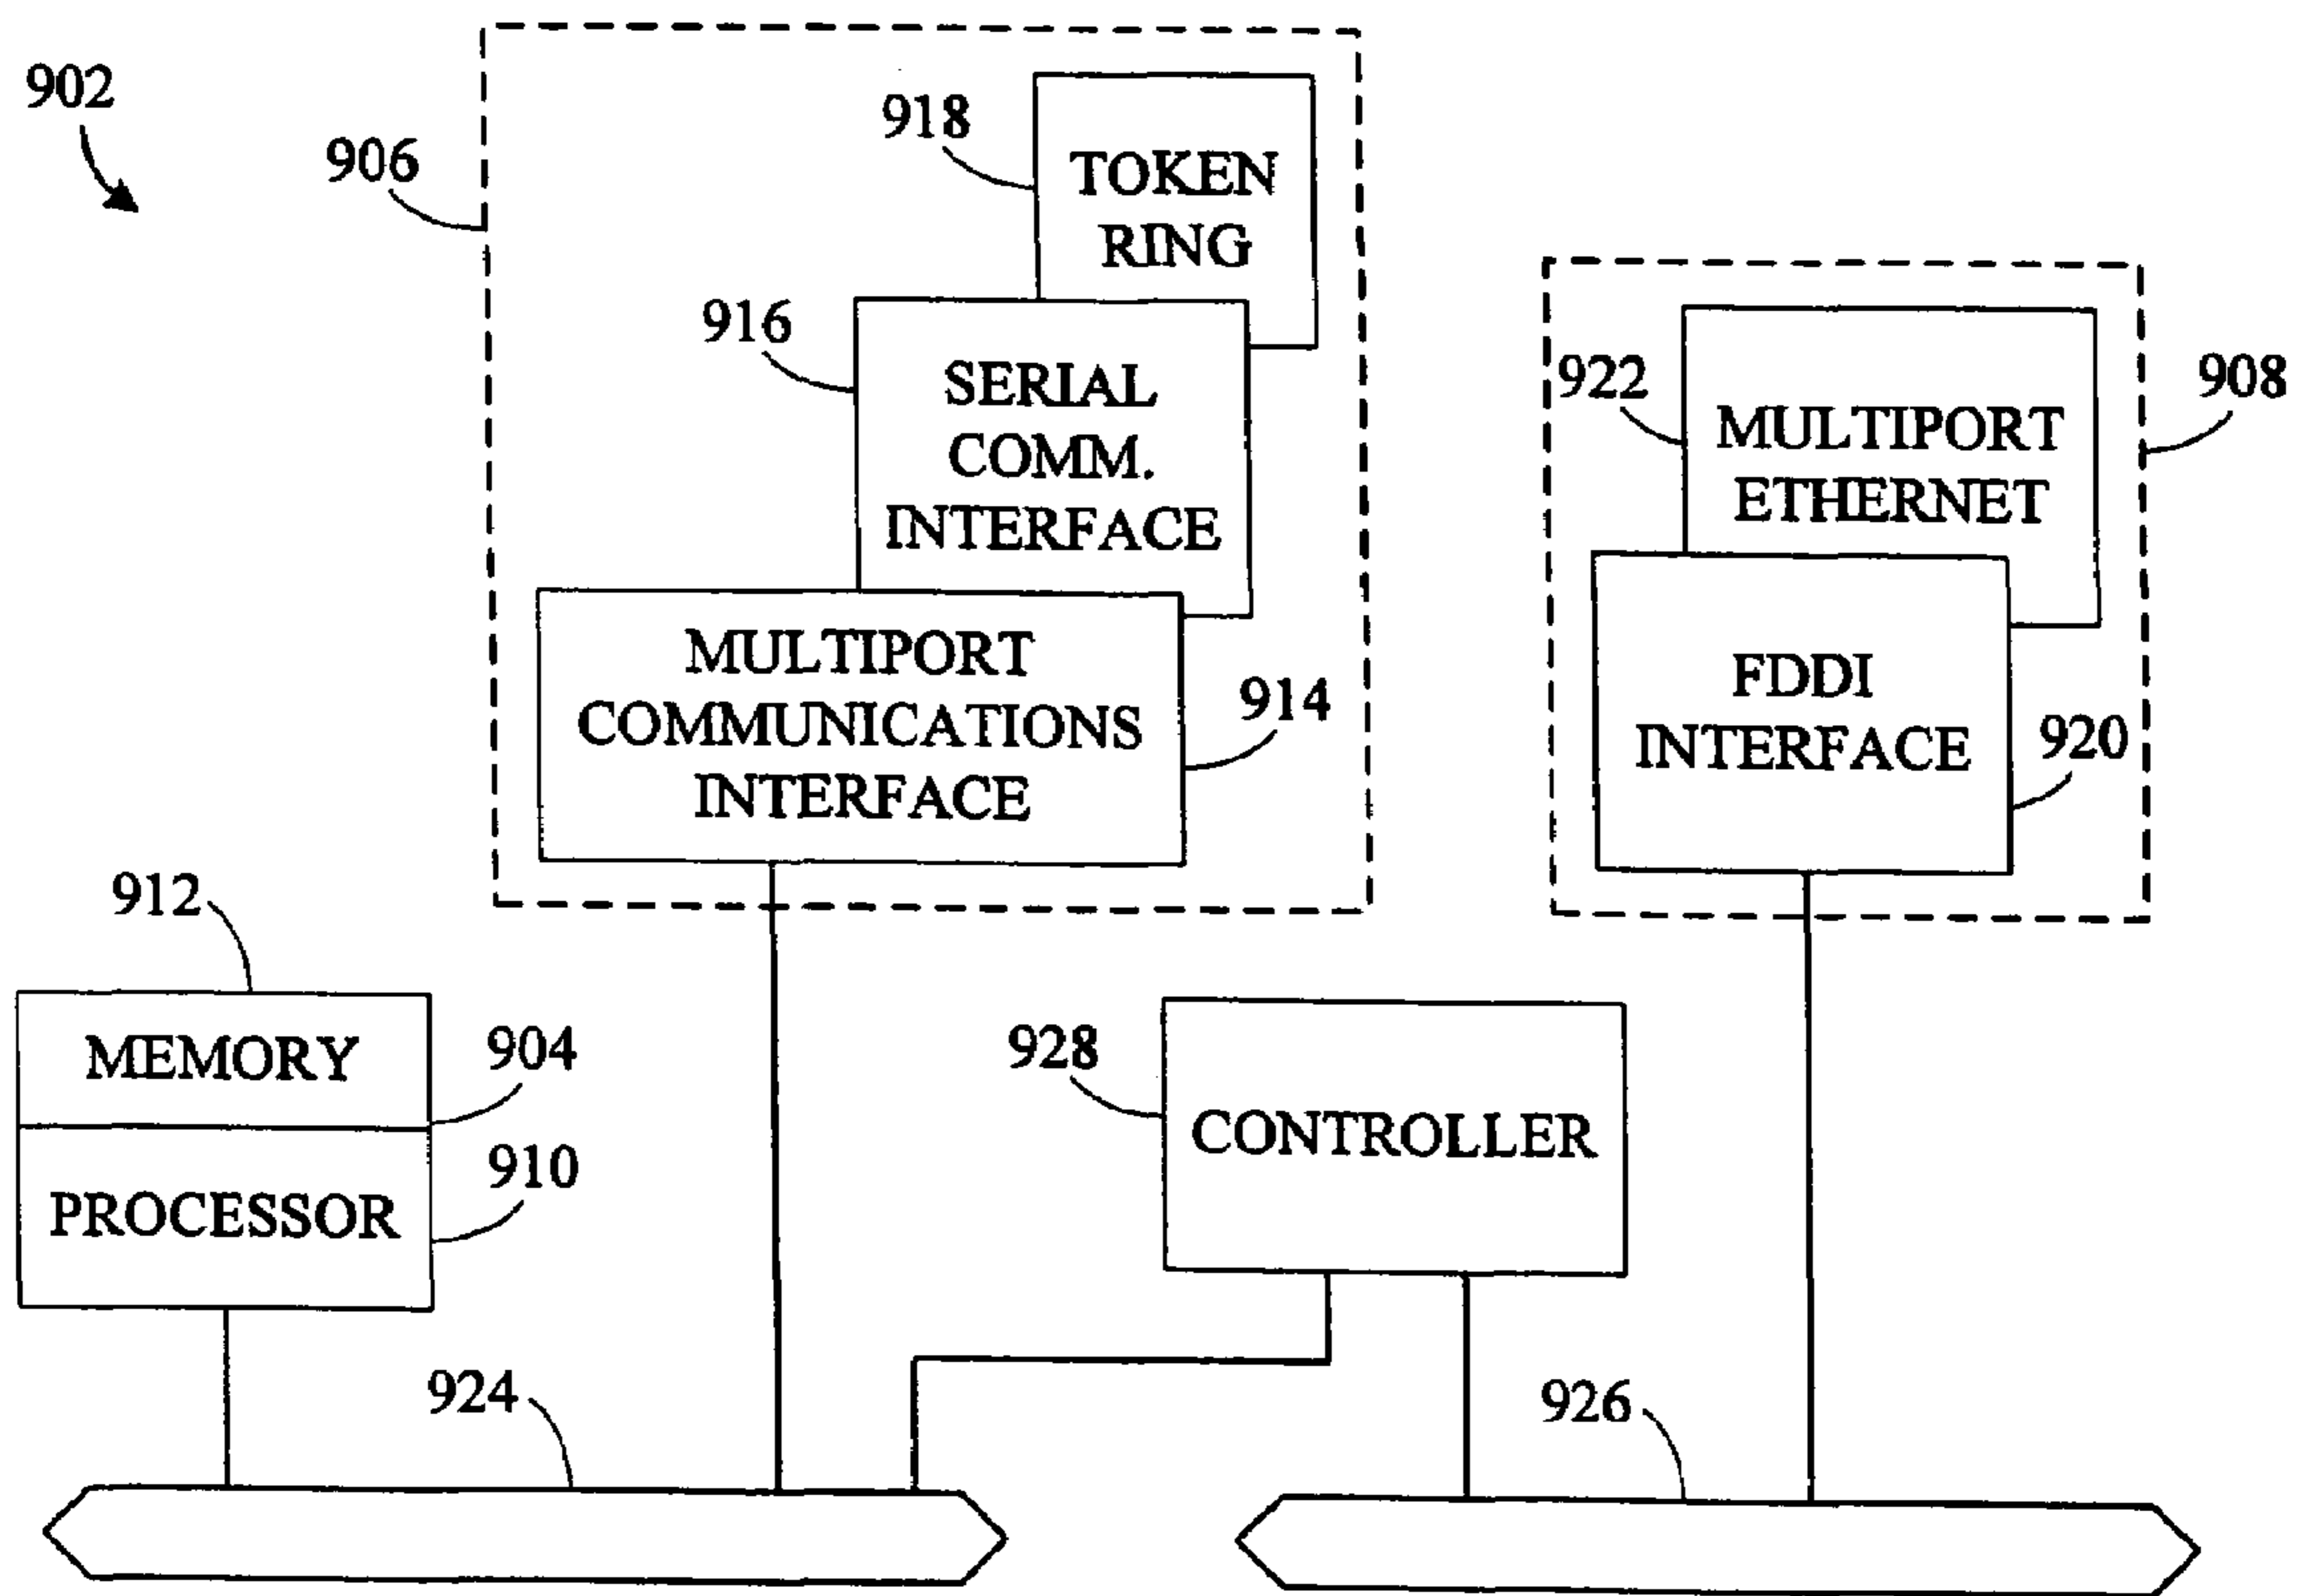 902
906
918
TOKEN
RING
916
SERIAL
COMM.
INTERFACE
MULTIPORT
COMMUNICATIONS
INTERFACE
914
922
MULTIPORT
ETHERNET
908
FDDI
INTERFACE
920
912
MEMORY
904
910
PROCESSOR
928
CONTROLLER
924
926